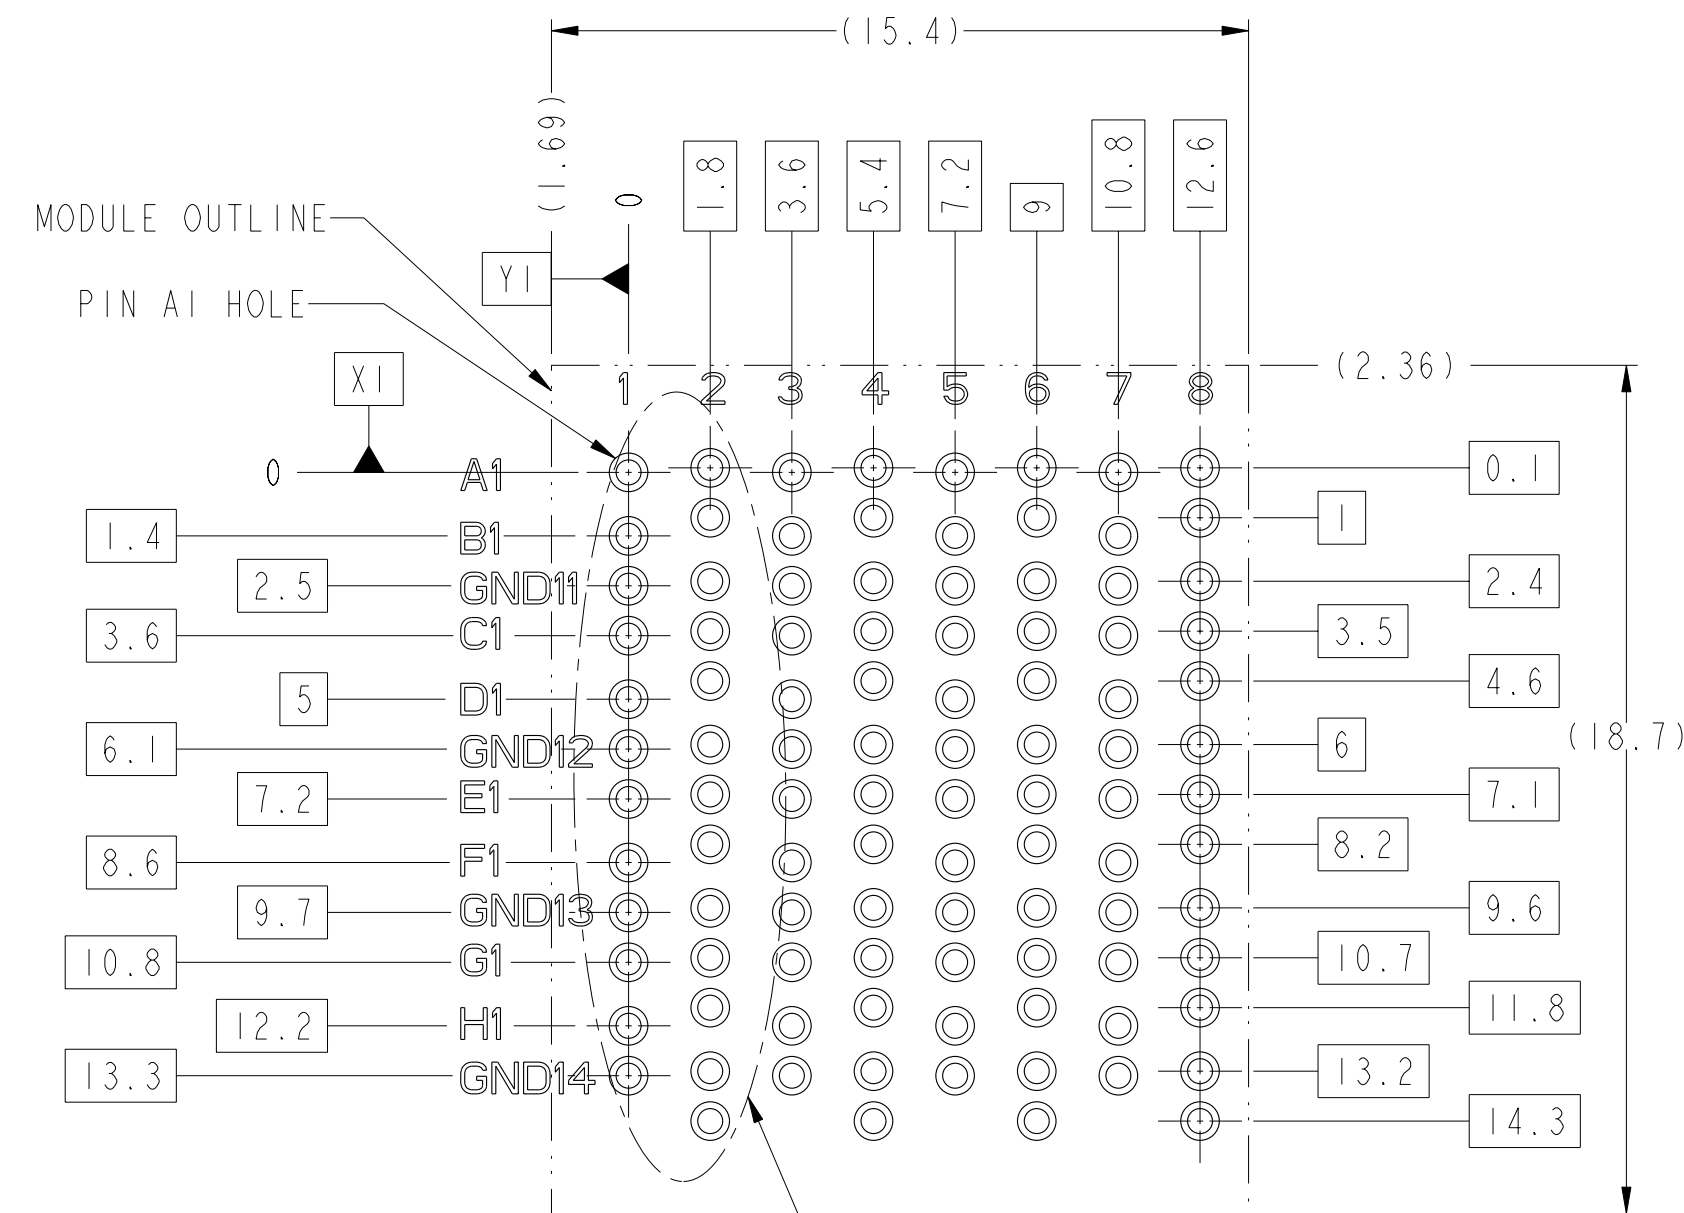 (15.4)
(1.69)
0
1.8
3.6
5.4
7.2
9
10.8
12.6
MODULE OUTLINE
Y1
PIN A1 HOLE
X1
(2.36)
1 2 3 4 5 6 7 8
0 A1
0.1
1
1.4 B1
2.5 GND11
2.4
3.6 C1
3.5
5 D1
4.6
6.1 GND12
6
(18.7)
7.2 E1
7.1
8.6 F1
8.2
9.7 GND13
9.6
10.8 G1
10.7
12.2 H1
11.8
13.3 GND14
13.2
14.3